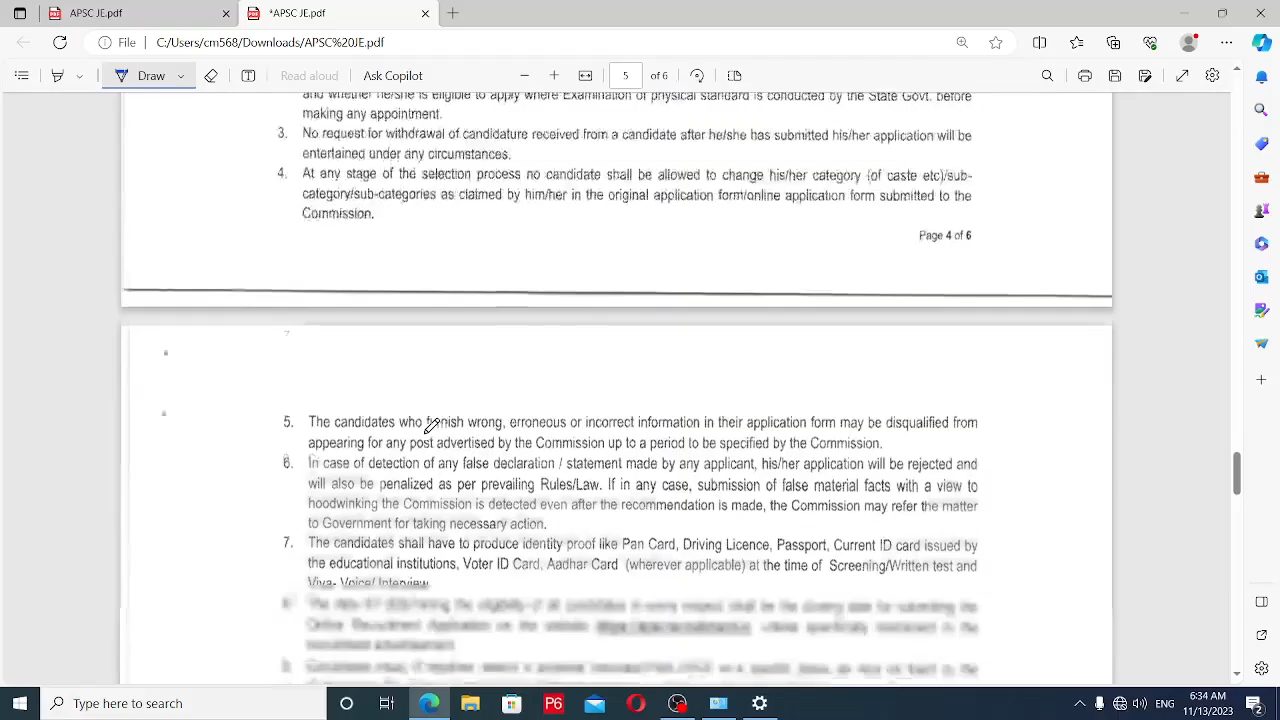 APSC JE.pdf
*APSC JE.pdf
File C:/Users/cm568/Downloads/APSC%20JE.pdf
Draw Read aloud Ask Copilot 5 of 6
and whether he/she is eligible to apply where Examination of physical standard is conducted by the State Govt. before
making any appointment.
3. No request for withdrawal of candidature received from a candidate after he/she has submitted his/her application will be
entertained under any circumstances.
4. At any stage of the selection process no candidate shall be allowed to change his/her category (of caste etc)/sub-
category/sub-categories as claimed by him/her in the original application form/online application form submitted to the
Commission.
Page 4 of 6
5. The candidates who furnish wrong, erroneous or incorrect information in their application form may be disqualified from
appearing for any post advertised by the Commission up to a period to be specified by the Commission.
6. In case of detection of any false declaration / statement made by any applicant, his/her application will be rejected and
will also be penalized as per prevailing Rules/Law. If in any case, submission of false material facts with a view to
hoodwinking the Commission is detected even after the recommendation is made, the Commission may refer the matter
to Government for taking necessary action.
7. The candidates shall have to produce identity proof like Pan Card, Driving Licence, Passport, Current ID card issued by
the educational institutions, Voter ID Card, Aadhar Card (wherever applicable) at the time of Screening/Written test and
Viva- Voice/ Interview.
Type here to search
P6
ENG
6:34 AM
11/13/2023
2